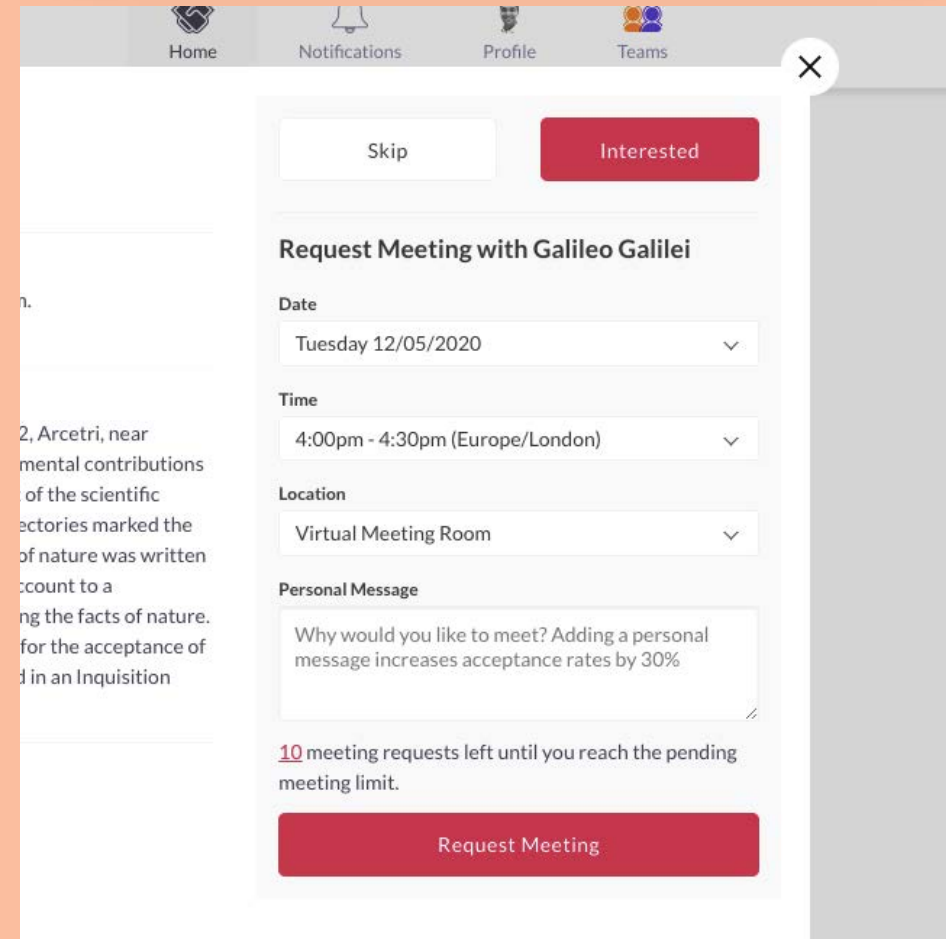 Home Notifications Profile Teams
Skip Interested
Request Meeting with Galileo Galilei
Date
Tuesday 12/05/2020
Time
4:00pm - 4:30pm (Europe/London)
Location
Virtual Meeting Room
Personal Message
Why would you like to meet? Adding a personal
message increases acceptance rates by 30%
10 meeting requests left until you reach the pending
meeting limit.
Request Meeting
2, Arcetri, near
mental contributions
of the scientific
ectories marked the
of nature was written
ccount to a
ng the facts of nature.
for the acceptance of
in an Inquisition